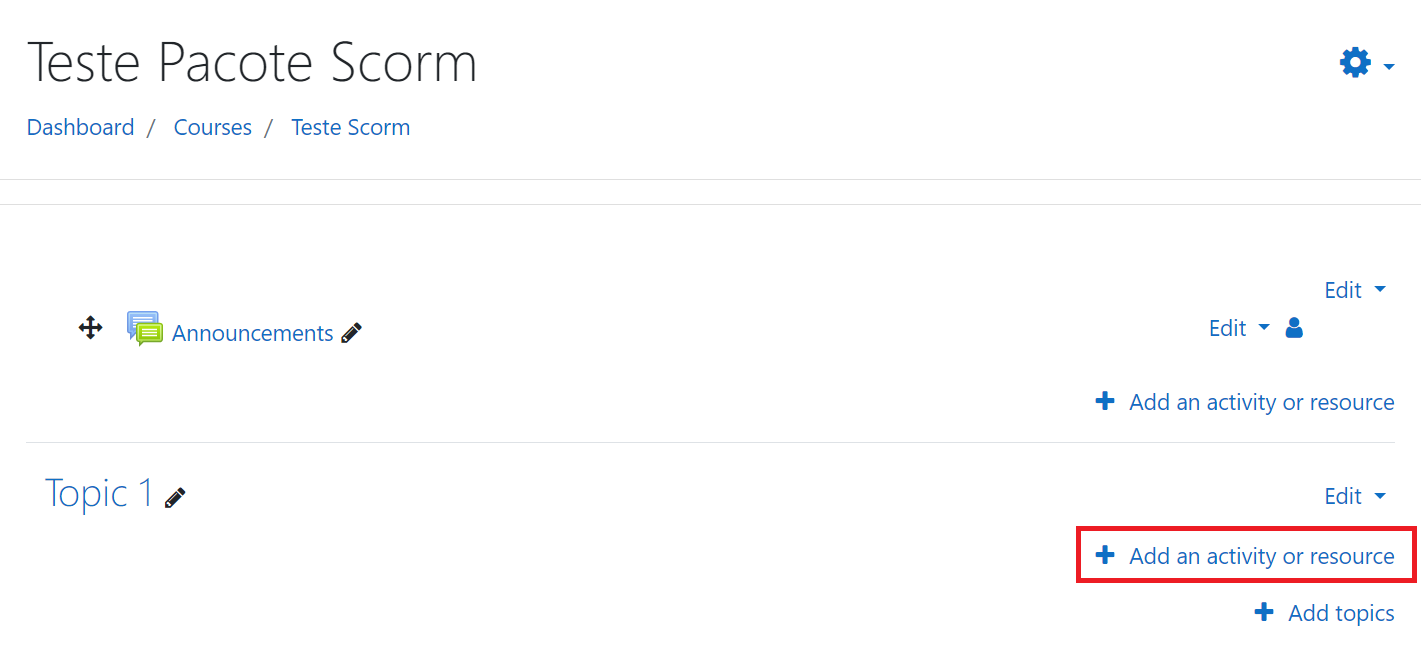 Teste Pacote Scorm
Dashboard / Courses / Teste Scorm
Edit
Announcements
Edit
Add an activity or resource
Topic 1
Edit
Add an activity or resource
Add topics